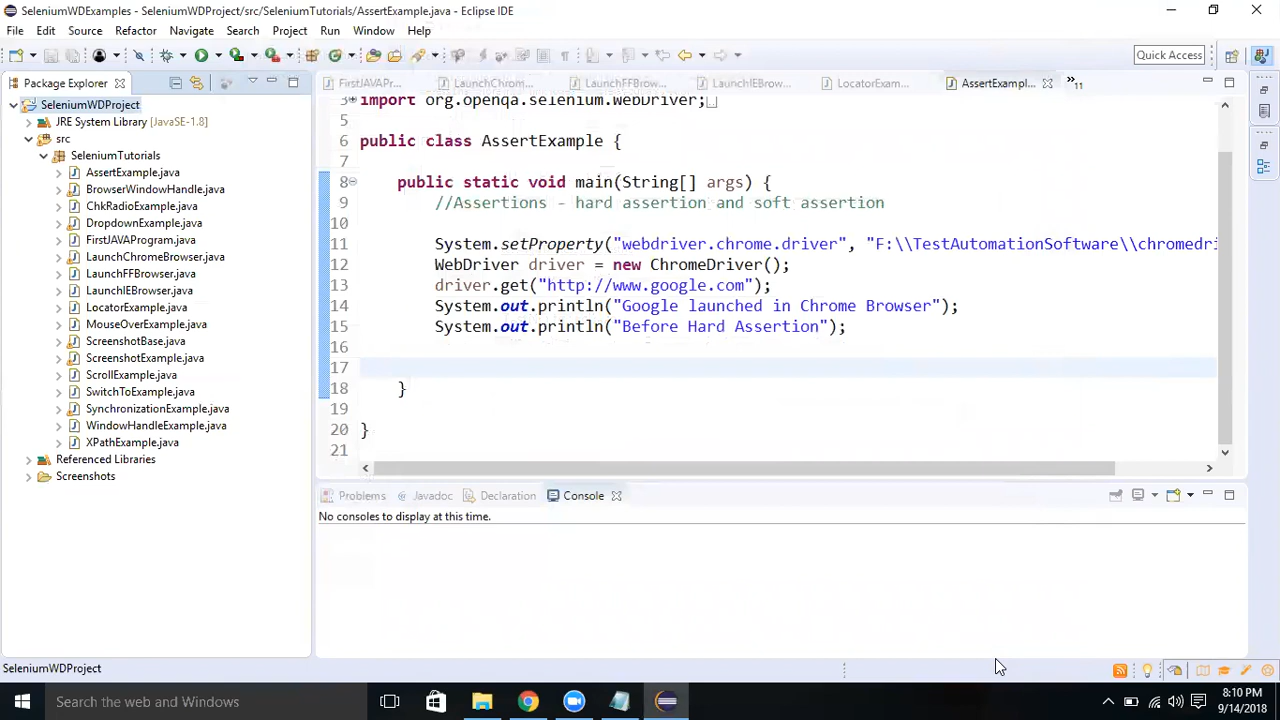 SeleniumWDExamples - SeleniumWDProject/src/SeleniumTutorials/AssertExample.java - Eclipse IDE
File Edit Source Refactor Navigate Search Project Run Window Help
Quick Access
Package Explorer
FirstJAVAPr... LaunchChrom... LaunchFFBrow... LaunchIEBrow... LocatorExam... AssertExampl... »11
SeleniumWDProject
JRE System Library [JavaSE-1.8]
src
SeleniumTutorials
AssertExample.java
BrowserWindowHandle.java
ChkRadioExample.java
DropdownExample.java
FirstJAVAProgram.java
LaunchChromeBrowser.java
LaunchFFBrowser.java
LaunchIEBrowser.java
LocatorExample.java
MouseOverExample.java
ScreenshotBase.java
ScreenshotExample.java
ScrollExample.java
SwitchToExample.java
SynchronizationExample.java
WindowHandleExample.java
XPathExample.java
Referenced Libraries
Screenshots
3 import org.openqa.selenium.WebDriver;
5
6 public class AssertExample {
7
8 public static void main(String[] args) {
9 //Assertions - hard assertion and soft assertion
10
11 System.setProperty("webdriver.chrome.driver", "F:\\TestAutomationSoftware\\chromedri
12 WebDriver driver = new ChromeDriver();
13 driver.get("http://www.google.com");
14 System.out.println("Google launched in Chrome Browser");
15 System.out.println("Before Hard Assertion");
16
17
18 }
19
20 }
21
Problems Javadoc Declaration Console
No consoles to display at this time.
SeleniumWDProject
Search the web and Windows
8:10 PM
9/14/2018